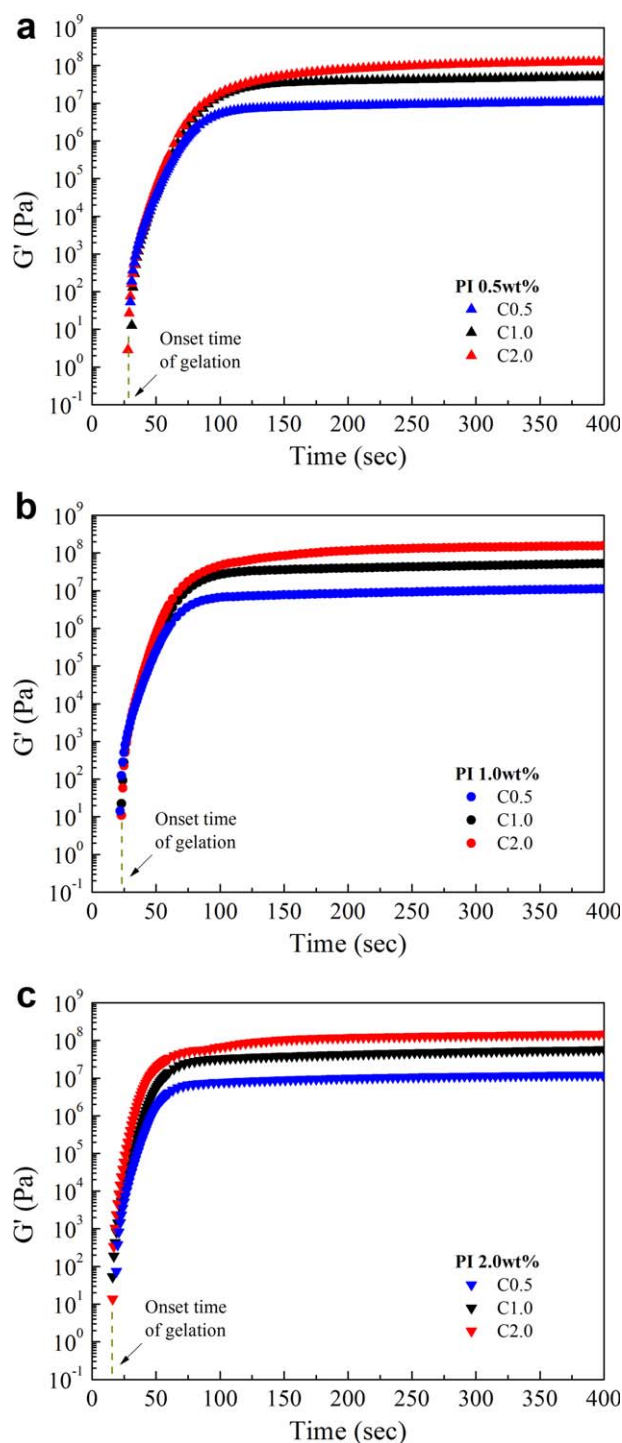 a
10⁹
10⁸
10⁷
10⁶
10⁵
10⁴
10³
10²
10¹
10⁰
10⁻¹
G' (Pa)
PI 0.5wt%
C0.5
C1.0
C2.0
Onset time
of gelation
0 50 100 150 200 250 300 350 400
Time (sec)
b
10⁹
10⁸
10⁷
10⁶
10⁵
10⁴
10³
10²
10¹
10⁰
10⁻¹
G' (Pa)
PI 1.0wt%
C0.5
C1.0
C2.0
Onset time
of gelation
0 50 100 150 200 250 300 350 400
Time (sec)
c
10⁹
10⁸
10⁷
10⁶
10⁵
10⁴
10³
10²
10¹
10⁰
10⁻¹
G' (Pa)
PI 2.0wt%
C0.5
C1.0
C2.0
Onset time
of gelation
0 50 100 150 200 250 300 350 400
Time (sec)